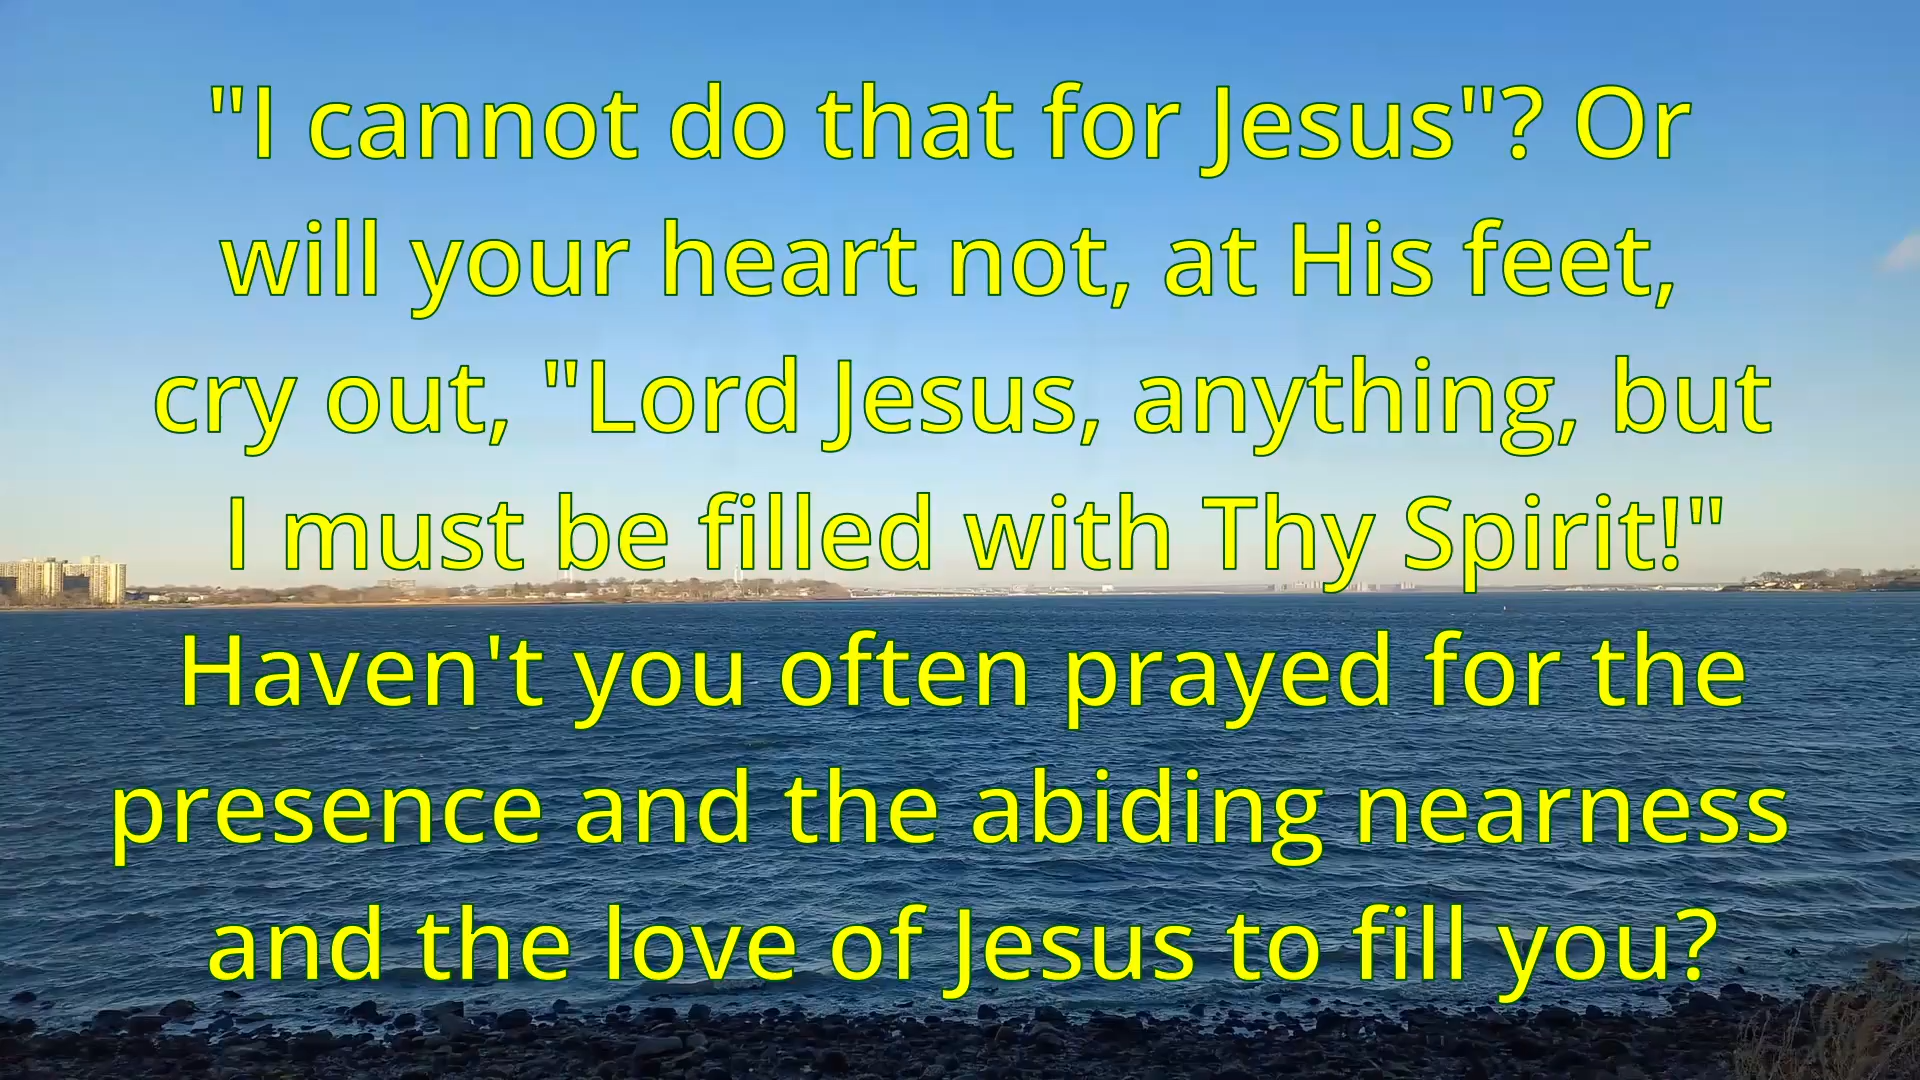 "I cannot do that for Jesus"? Or
will your heart not, at His feet,
cry out, "Lord Jesus, anything, but
I must be filled with Thy Spirit!"
Haven't you often prayed for the
presence and the abiding nearness
and the love of Jesus to fill you?